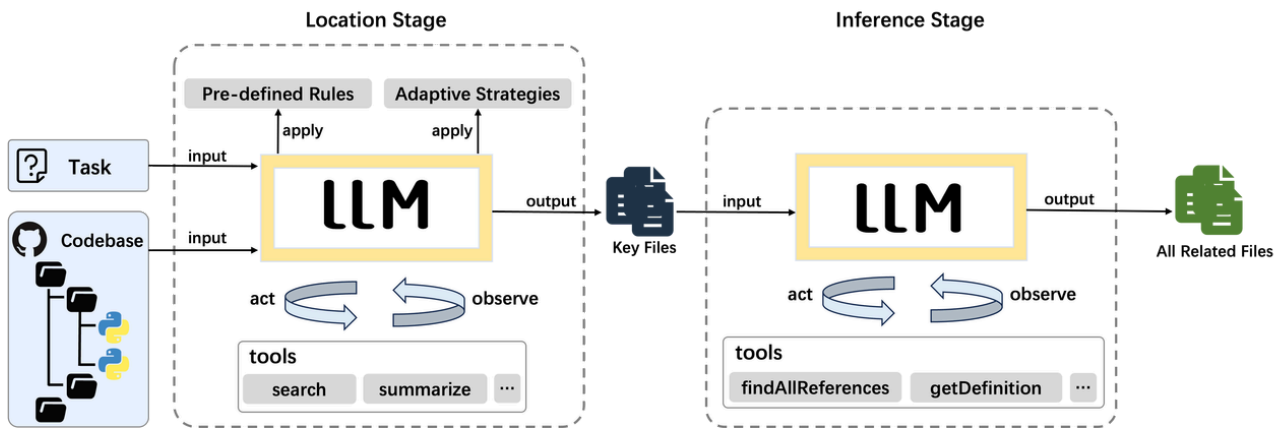 Location Stage
Inference Stage
Pre-defined Rules
Adaptive Strategies
apply
apply
Task
input
LLM
output
Key Files
input
LLM
output
All Related Files
Codebase
input
act
observe
act
observe
tools
search
summarize
...
tools
findAllReferences
getDefinition
...